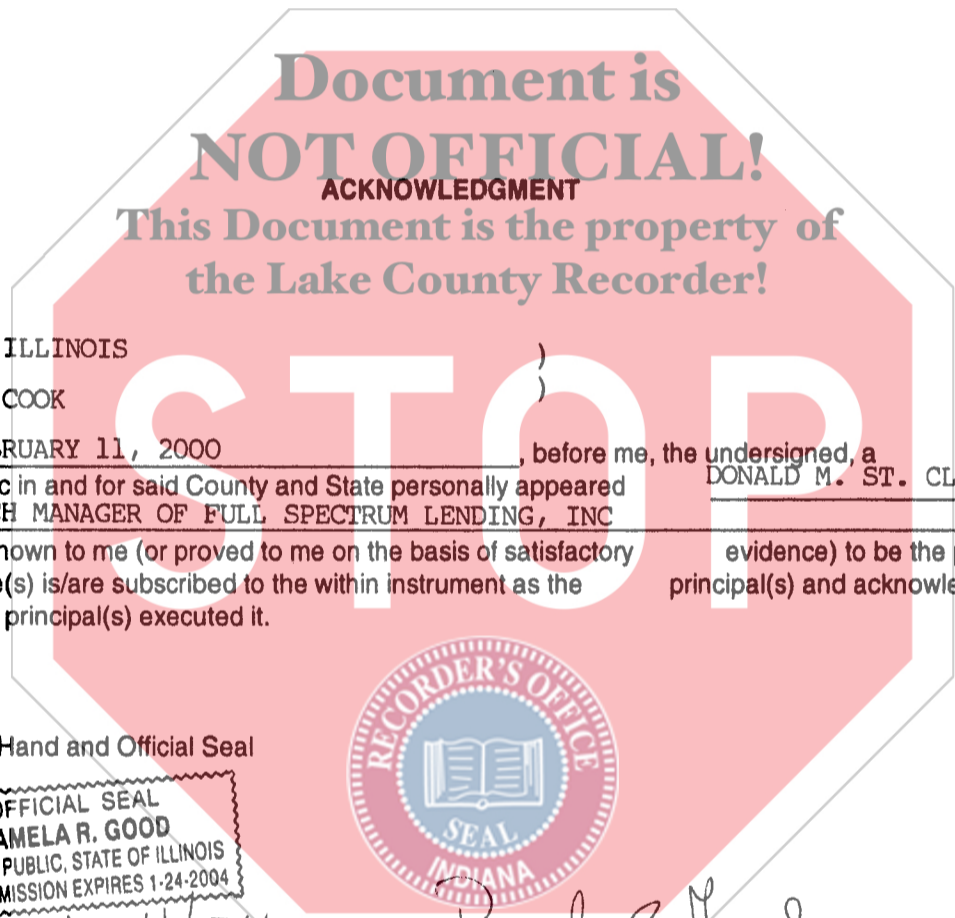 Document is
NOT OFFICIAL!
ACKNOWLEDGMENT
This Document is the property of
the Lake County Recorder!
ILLINOIS )
COOK )
STOP
RUARY 11, 2000 , before me, the undersigned, a
c in and for said County and State personally appeared DONALD M. ST. CL
H MANAGER OF FULL SPECTRUM LENDING, INC
nown to me (or proved to me on the basis of satisfactory evidence) to be the
(s) is/are subscribed to the within instrument as the principal(s) and acknowle
principal(s) executed it.
RECORDER'S OFFICE
SEAL
INDIANA
Hand and Official Seal
OFFICIAL SEAL
AMELA R. GOOD
PUBLIC, STATE OF ILLINOIS
MISSION EXPIRES 1-24-2004